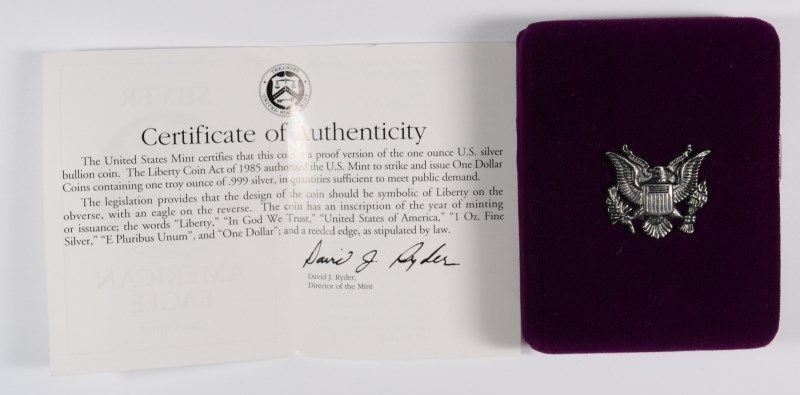 Certificate of Authenticity
The United States Mint certifies that this coin is a proof version of the one ounce U.S. silver
bullion coin. The Liberty Coin Act of 1985 authorized the U.S. Mint to strike and issue One Dollar
Coins containing one troy ounce of .999 silver, in quantities sufficient to meet public demand.
The legislation provides that the design of the coin should be symbolic of Liberty on the
obverse, with an eagle on the reverse. The coin has an inscription of the year of minting
or issuance; the words “Liberty,” “In God We Trust,” “United States of America,” “1 Oz. Fine
Silver,” “E Pluribus Unum”, and “One Dollar”; and a reeded edge, as stipulated by law.
David J. Ryder
David J. Ryder,
Director of the Mint